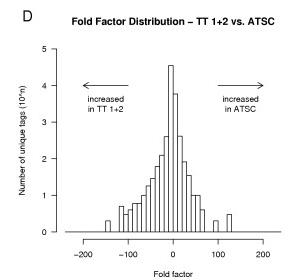 D
Fold Factor Distribution – TT 1+2 vs. ATSC
Number of unique tags (10^n)
5
4
3
2
1
0
increased
in TT 1+2
increased
in ATSC
−200 −100 0 100 200
Fold factor